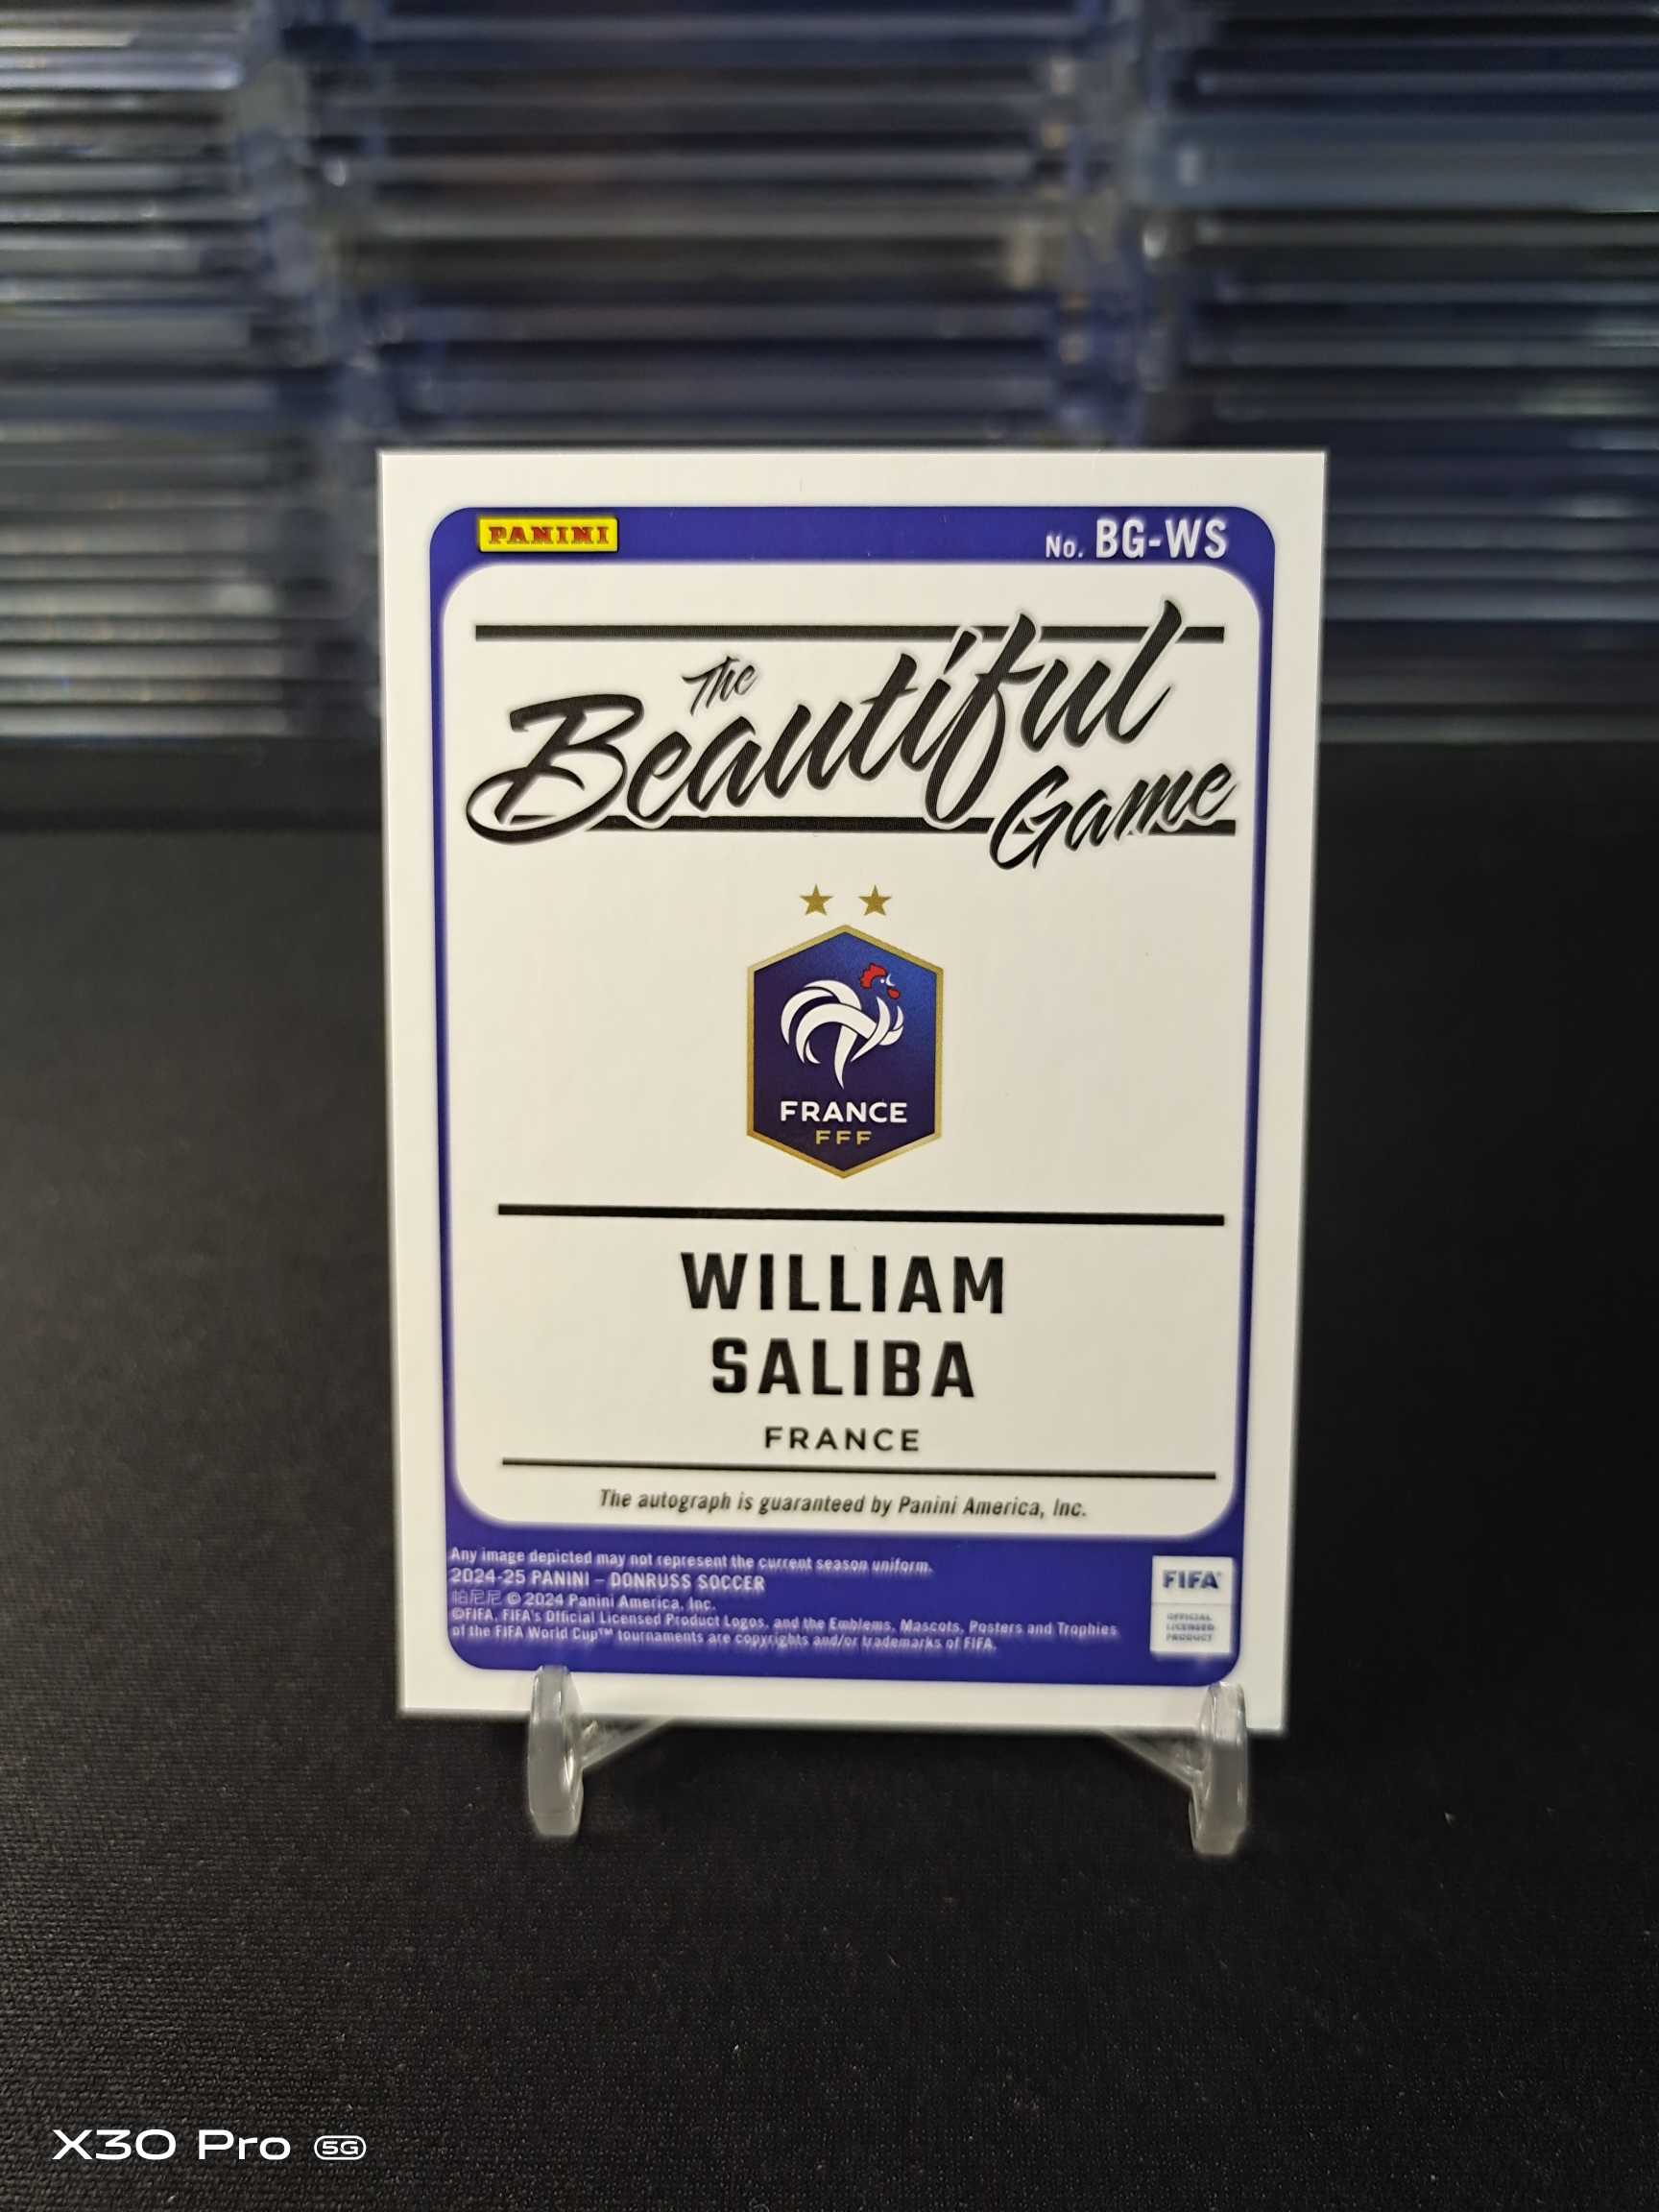 PANINI
No. BG-WS
The
Beautiful
Game
FRANCE
FFF
WILLIAM
SALIBA
FRANCE
The autograph is guaranteed by Panini America, Inc.
Any image depicted may not represent the current season uniform.
2024-25 PANINI – DONRUSS SOCCER
帕尼尼 © 2024 Panini America, Inc.
©FIFA, FIFA's Official Licensed Product Logos, and the Emblems, Mascots, Posters and Trophies
of the FIFA World Cup™ tournaments are copyrights and/or trademarks of FIFA.
FIFA
OFFICIAL
LICENSED
PRODUCT
X30 Pro 5G